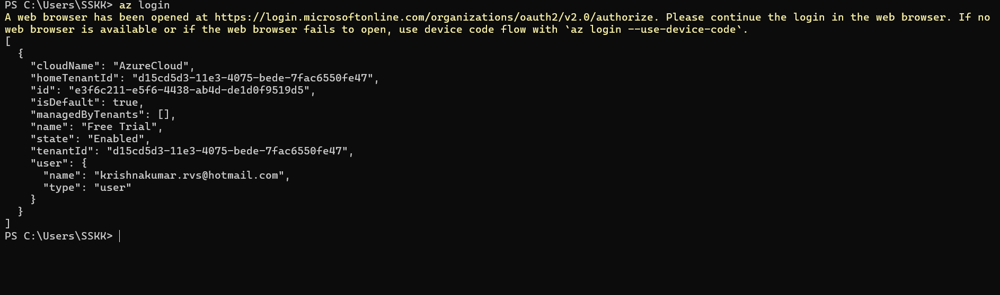 PS C:\Users\SSKK> az login
A web browser has been opened at https://login.microsoftonline.com/organizations/oauth2/v2.0/authorize. Please continue the login in the web browser. If no
web browser is available or if the web browser fails to open, use device code flow with `az login --use-device-code`.
[
  {
    "cloudName": "AzureCloud",
    "homeTenantId": "d15cd5d3-11e3-4075-bede-7fac6550fe47",
    "id": "e3f6c211-e5f6-4438-ab4d-de1d0f9519d5",
    "isDefault": true,
    "managedByTenants": [],
    "name": "Free Trial",
    "state": "Enabled",
    "tenantId": "d15cd5d3-11e3-4075-bede-7fac6550fe47",
    "user": {
      "name": "krishnakumar.rvs@hotmail.com",
      "type": "user"
    }
  }
]
PS C:\Users\SSKK>